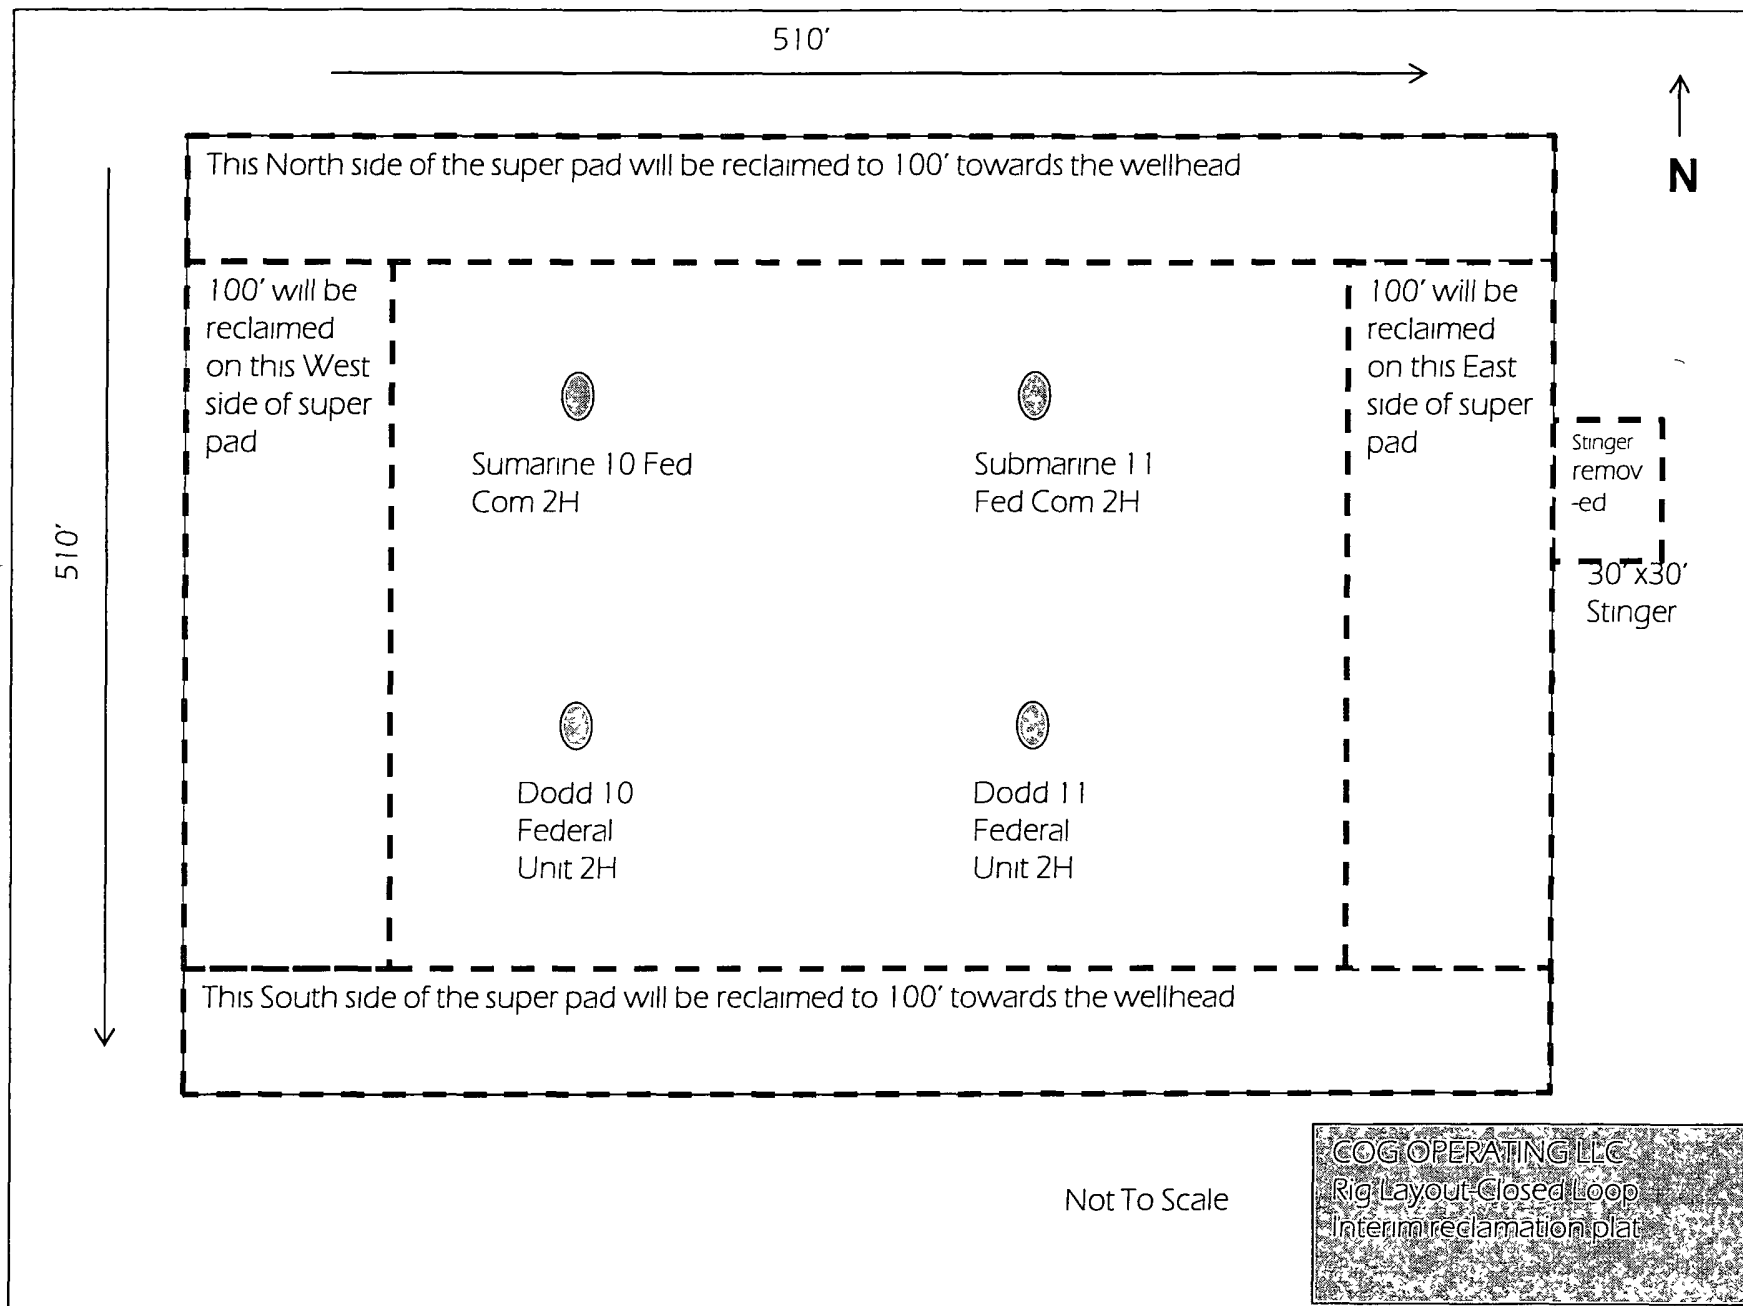 510'
N
This North side of the super pad will be reclaimed to 100' towards the wellhead
100' will be
reclaimed
on this West
side of super
pad
100' will be
reclaimed
on this East
side of super
pad
Sumarine 10 Fed
Com 2H
Submarine 11
Fed Com 2H
Stinger
remov
-ed
30' x30'
Stinger
510'
Dodd 10
Federal
Unit 2H
Dodd 11
Federal
Unit 2H
This South side of the super pad will be reclaimed to 100' towards the wellhead
Not To Scale
COG OPERATING LLC
Rig Layout-Closed Loop
Interim reclamation plat